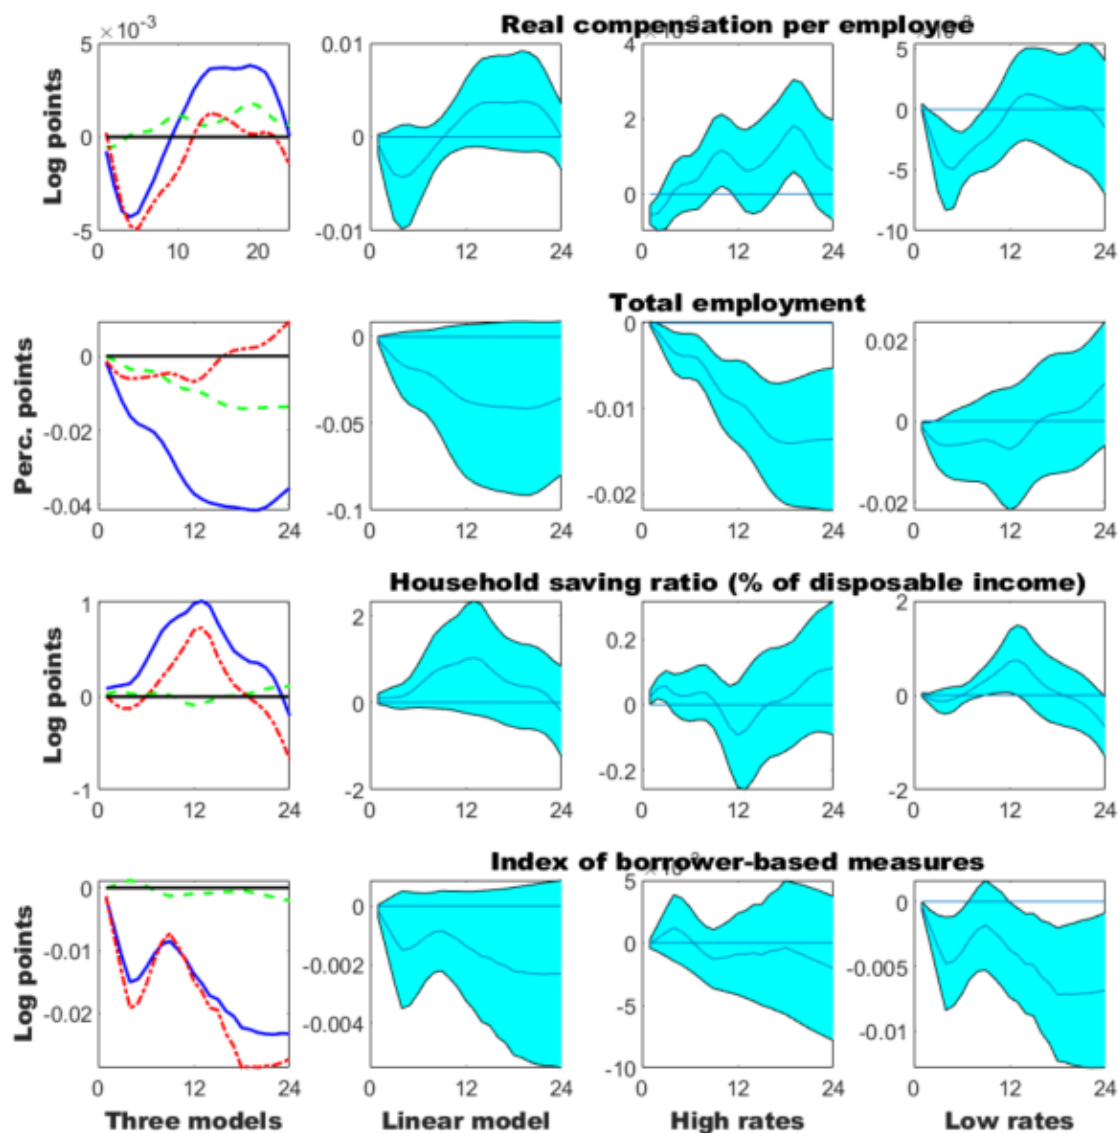 Real compensation per employee
× 10⁻³
5
0
-5
Log points
0 10 20
0.01
0
-0.01
0 12 24
4
2
0
0 12 24
5
0
-5
-10
0 12 24
Total employment
0
-0.02
-0.04
Perc. points
0 12 24
0
-0.05
-0.1
0 12 24
0
-0.01
-0.02
0 12 24
0.02
0
-0.02
0 12 24
Household saving ratio (% of disposable income)
1
0
-1
Log points
0 12 24
2
0
-2
0 12 24
0.2
0
-0.2
0 12 24
2
0
-2
0 12 24
Index of borrower-based measures
0
-0.01
-0.02
Log points
0 12 24
0
-0.002
-0.004
0 12 24
5
0
-5
-10
0 12 24
0
-0.005
-0.01
0 12 24
Three models
Linear model
High rates
Low rates